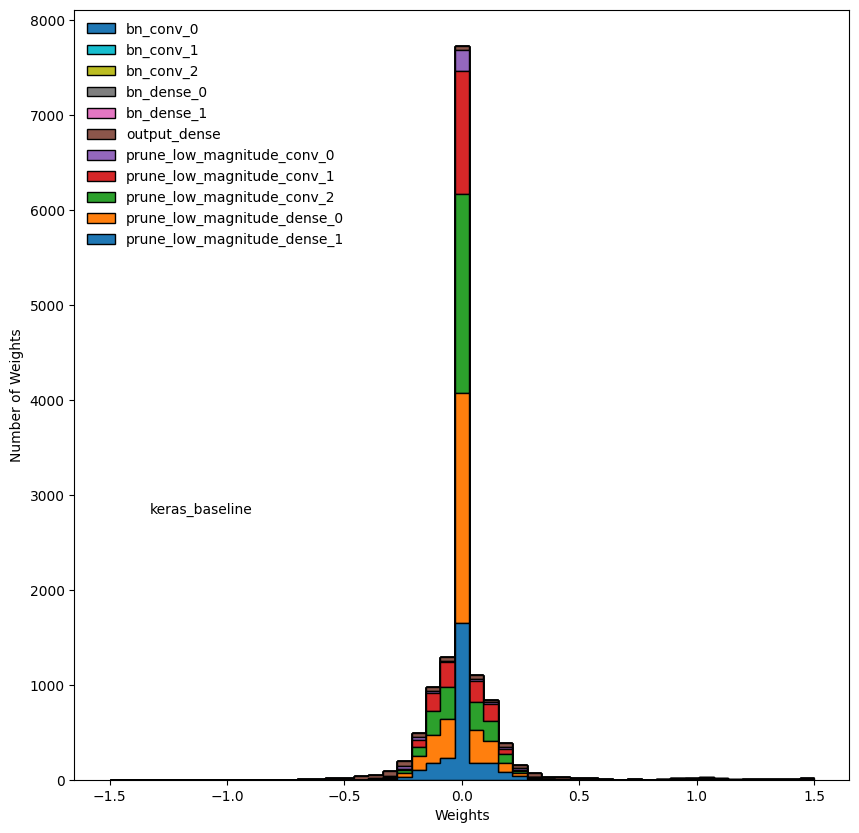 bn_conv_0
bn_conv_1
bn_conv_2
bn_dense_0
bn_dense_1
output_dense
prune_low_magnitude_conv_0
prune_low_magnitude_conv_1
prune_low_magnitude_conv_2
prune_low_magnitude_dense_0
prune_low_magnitude_dense_1
8000
7000
6000
5000
4000
3000
2000
1000
0
Number of Weights
keras_baseline
−1.5 −1.0 −0.5 0.0 0.5 1.0 1.5
Weights